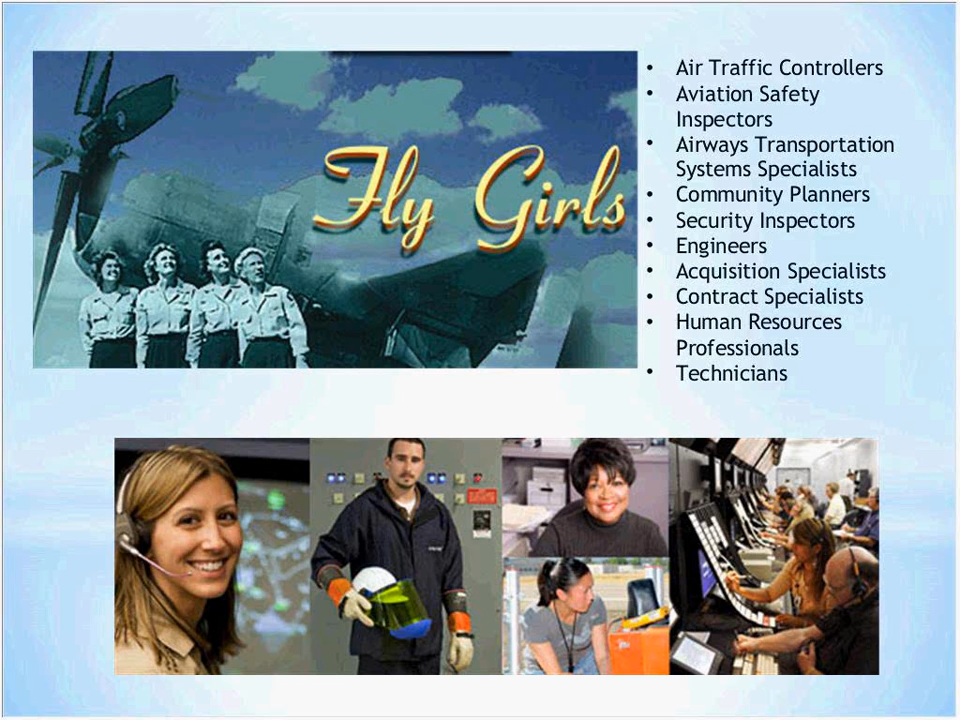 Fly Girls
• Air Traffic Controllers
• Aviation Safety
Inspectors
• Airways Transportation
Systems Specialists
• Community Planners
• Security Inspectors
• Engineers
• Acquisition Specialists
• Contract Specialists
• Human Resources
Professionals
• Technicians